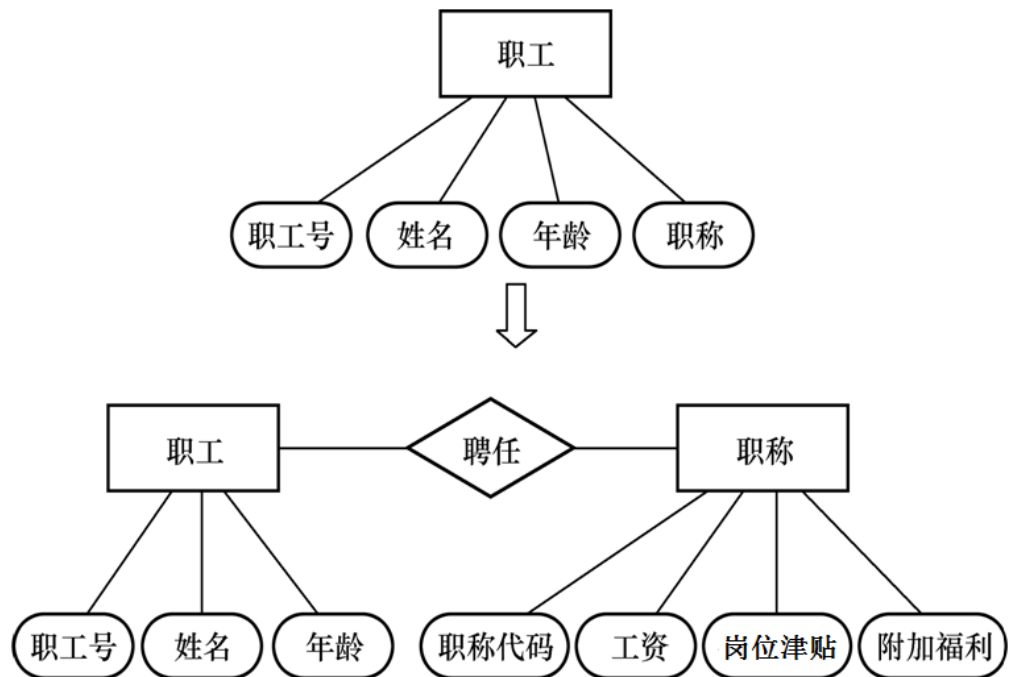 职工
职工号 姓名 年龄 职称
职工 聘任 职称
职工号 姓名 年龄 职称代码 工资 岗位津贴 附加福利